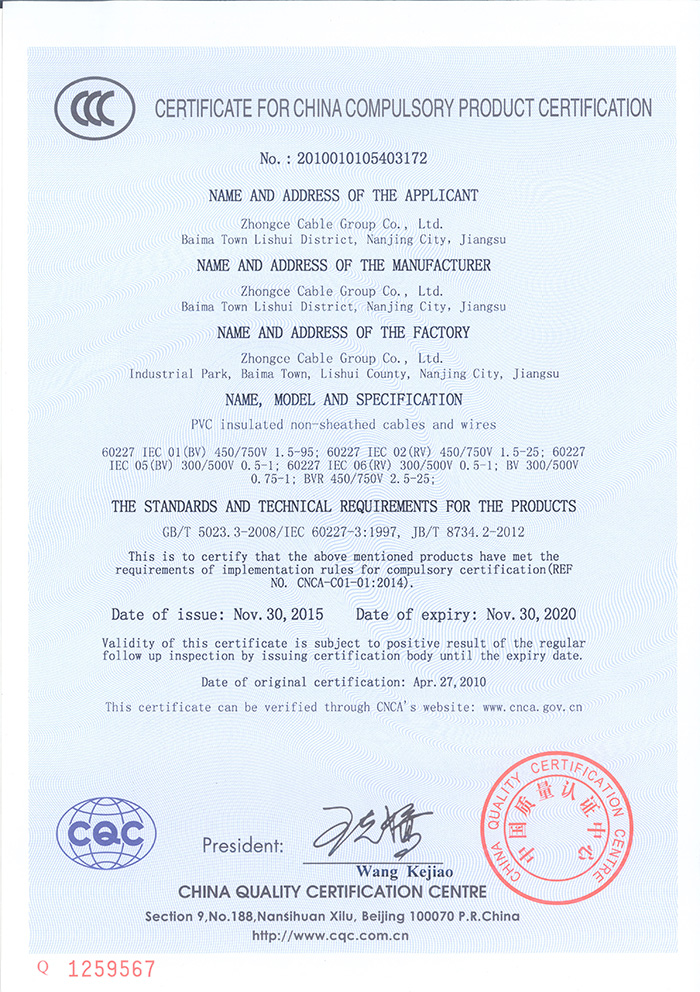 CCC
CERTIFICATE FOR CHINA COMPULSORY PRODUCT CERTIFICATION
No. : 2010010105403172
NAME AND ADDRESS OF THE APPLICANT
Zhongce Cable Group Co., Ltd.
Baima Town Lishui District, Nanjing City, Jiangsu
NAME AND ADDRESS OF THE MANUFACTURER
Zhongce Cable Group Co., Ltd.
Baima Town Lishui District, Nanjing City, Jiangsu
NAME AND ADDRESS OF THE FACTORY
Zhongce Cable Group Co., Ltd.
Industrial Park, Baima Town, Lishui County, Nanjing City, Jiangsu
NAME, MODEL AND SPECIFICATION
PVC insulated non-sheathed cables and wires
60227 IEC 01(BV) 450/750V 1.5-95; 60227 IEC 02(RV) 450/750V 1.5-25; 60227
IEC 05(BV) 300/500V 0.5-1; 60227 IEC 06(RV) 300/500V 0.5-1; BV 300/500V
0.75-1; BVR 450/750V 2.5-25;
THE STANDARDS AND TECHNICAL REQUIREMENTS FOR THE PRODUCTS
GB/T 5023.3-2008/IEC 60227-3:1997, JB/T 8734.2-2012
This is to certify that the above mentioned products have met the
requirements of implementation rules for compulsory certification(REF
NO. CNCA-C01-01:2014).
Date of issue: Nov.30,2015 Date of expiry: Nov.30,2020
Validity of this certificate is subject to positive result of the regular
follow up inspection by issuing certification body until the expiry date.
Date of original certification: Apr.27,2010
This certificate can be verified through CNCA's website: www.cnca.gov.cn
CHINA QUALITY CERTIFICATION CENTRE
中国质量认证中心
CQC
President:
Wang Kejiao
CHINA QUALITY CERTIFICATION CENTRE
Section 9,No.188,Nansihuan Xilu, Beijing 100070 P.R.China
http://www.cqc.com.cn
Q 1259567